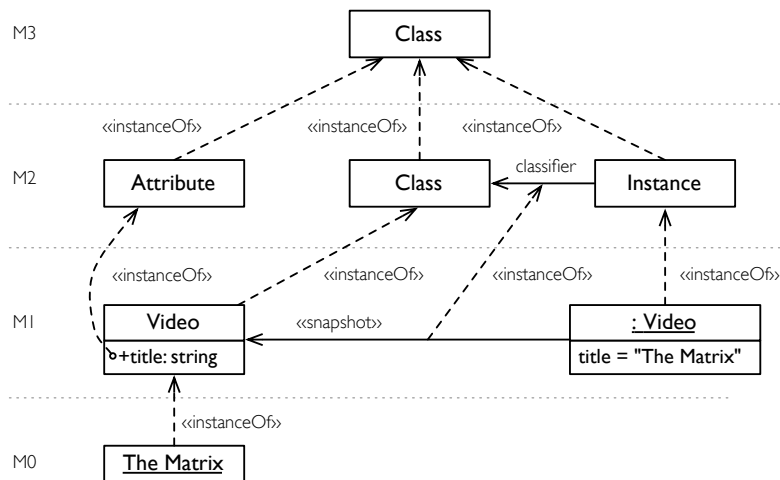 M3
Class
«instanceOf»
«instanceOf»
«instanceOf»
M2
Attribute
Class
classifier
Instance
«instanceOf»
«instanceOf»
«instanceOf»
«instanceOf»
M1
Video
«snapshot»
: Video
+title: string
title = "The Matrix"
«instanceOf»
M0
The Matrix